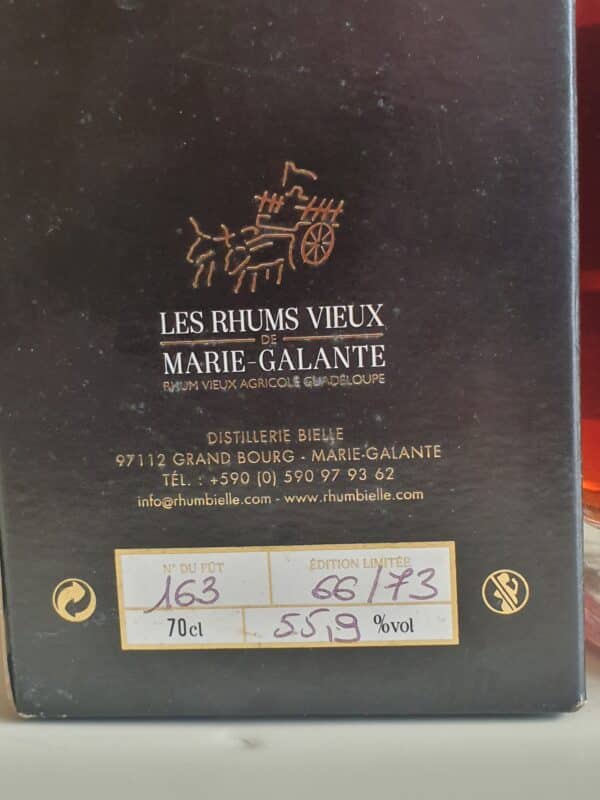 LES RHUMS VIEUX
DE
MARIE-GALANTE
RHUM VIEUX AGRICOLE GUADELOUPE
DISTILLERIE BIELLE
97112 GRAND BOURG - MARIE-GALANTE
TÉL. : +590 (0) 590 97 93 62
info@rhumbielle.com - www.rhumbielle.com
N° DU FÛT ÉDITION LIMITÉE
163 66/73
70cl 55,9 %vol